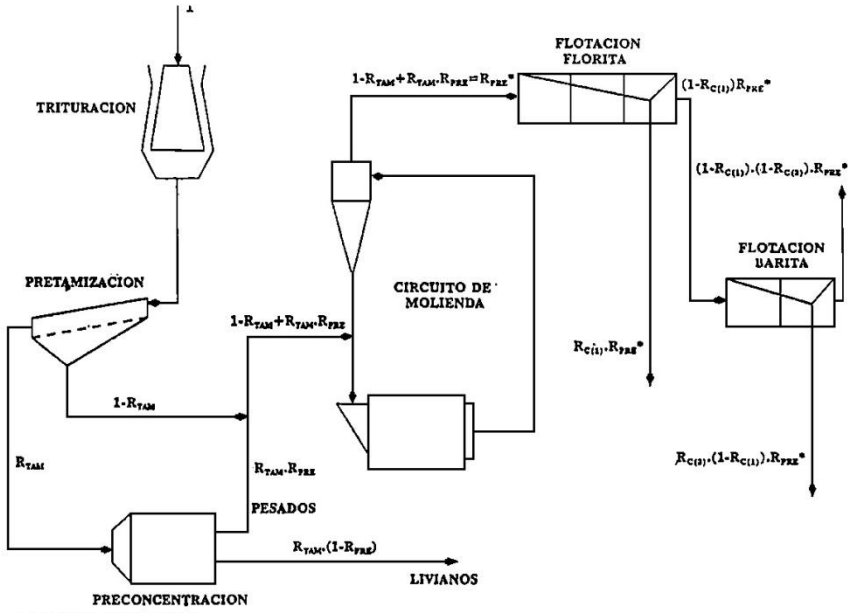 1
TRITURACION
PRETAMIZACION
R_TAM
1-R_TAM
PRECONCENTRACION
R_TAM.R_PRE
PESADOS
R_TAM.(1-R_PRE)
LIVIANOS
1-R_TAM+R_TAM.R_PRE
CIRCUITO DE
MOLIENDA
1-R_TAM+R_TAM.R_PRE=R_PRE*
FLOTACION
FLORITA
(1-R_C(1))R_PRE*
R_C(1).R_PRE*
(1-R_C(1)).(1-R_C(2)).R_PRE*
FLOTACION
BARITA
R_C(2).(1-R_C(1)).R_PRE*